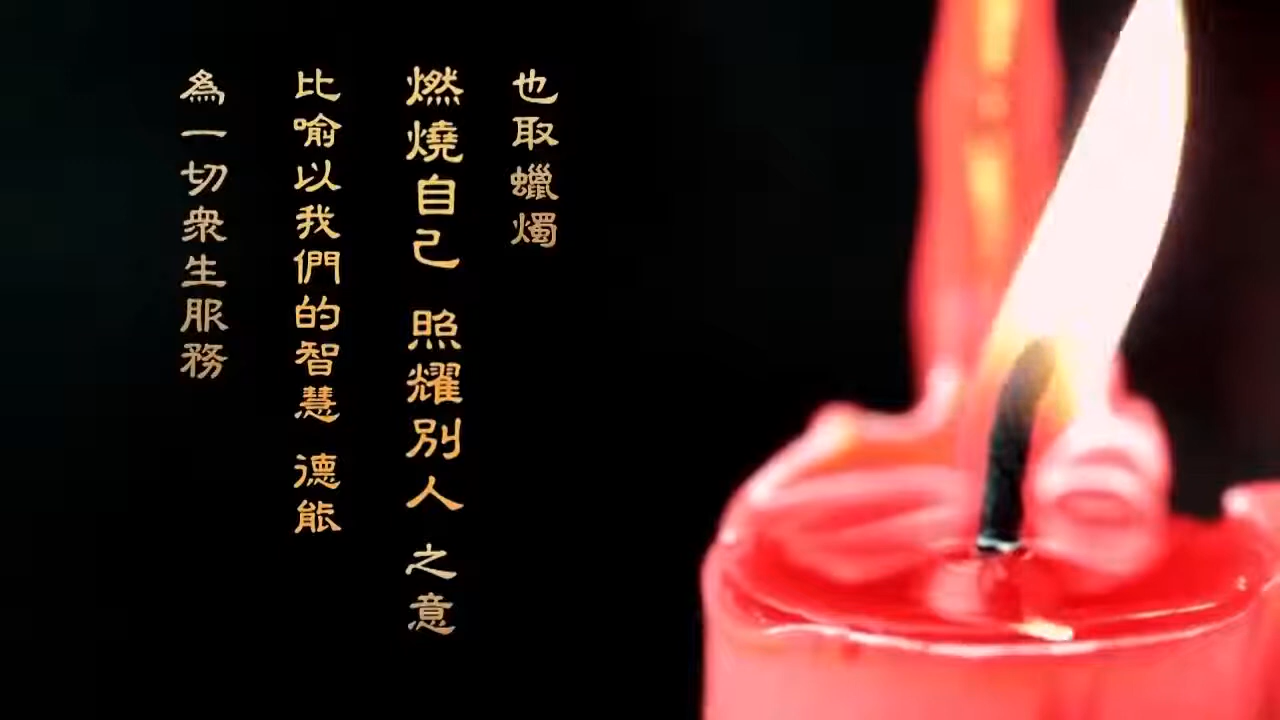 也取蠟燭
燃燒自己 照耀別人 之意
比喻以我們的智慧 德能
為一切衆生服務